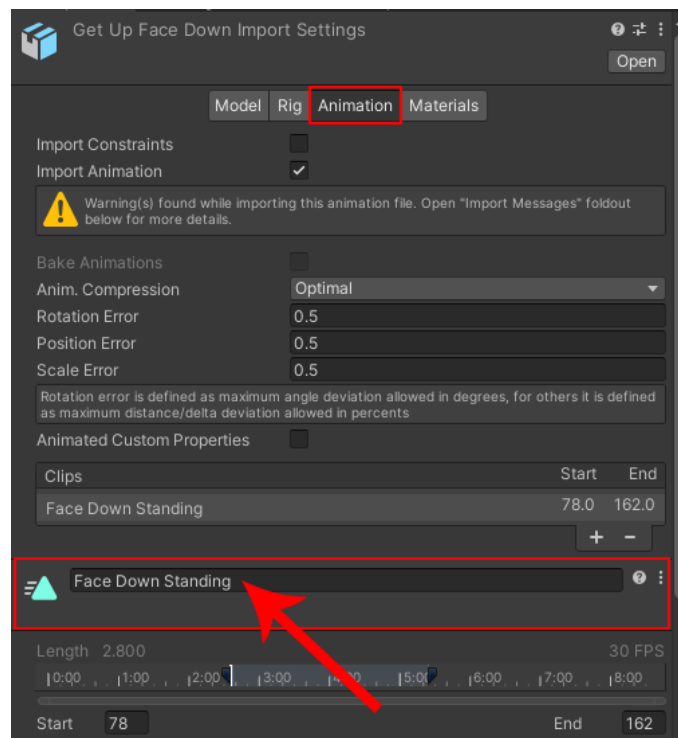 Get Up Face Down Import Settings
Open
Model Rig Animation Materials
Import Constraints
Import Animation
Warning(s) found while importing this animation file. Open "Import Messages" foldout
below for more details.
Bake Animations
Anim. Compression Optimal
Rotation Error 0.5
Position Error 0.5
Scale Error 0.5
Rotation error is defined as maximum angle deviation allowed in degrees, for others it is defined
as maximum distance/delta deviation allowed in percents
Animated Custom Properties
Clips Start End
Face Down Standing 78.0 162.0
+ -
Face Down Standing
Length 2.800 30 FPS
0:00 1:00 2:00 3:00 4:00 5:00 6:00 7:00 8:00
Start 78 End 162